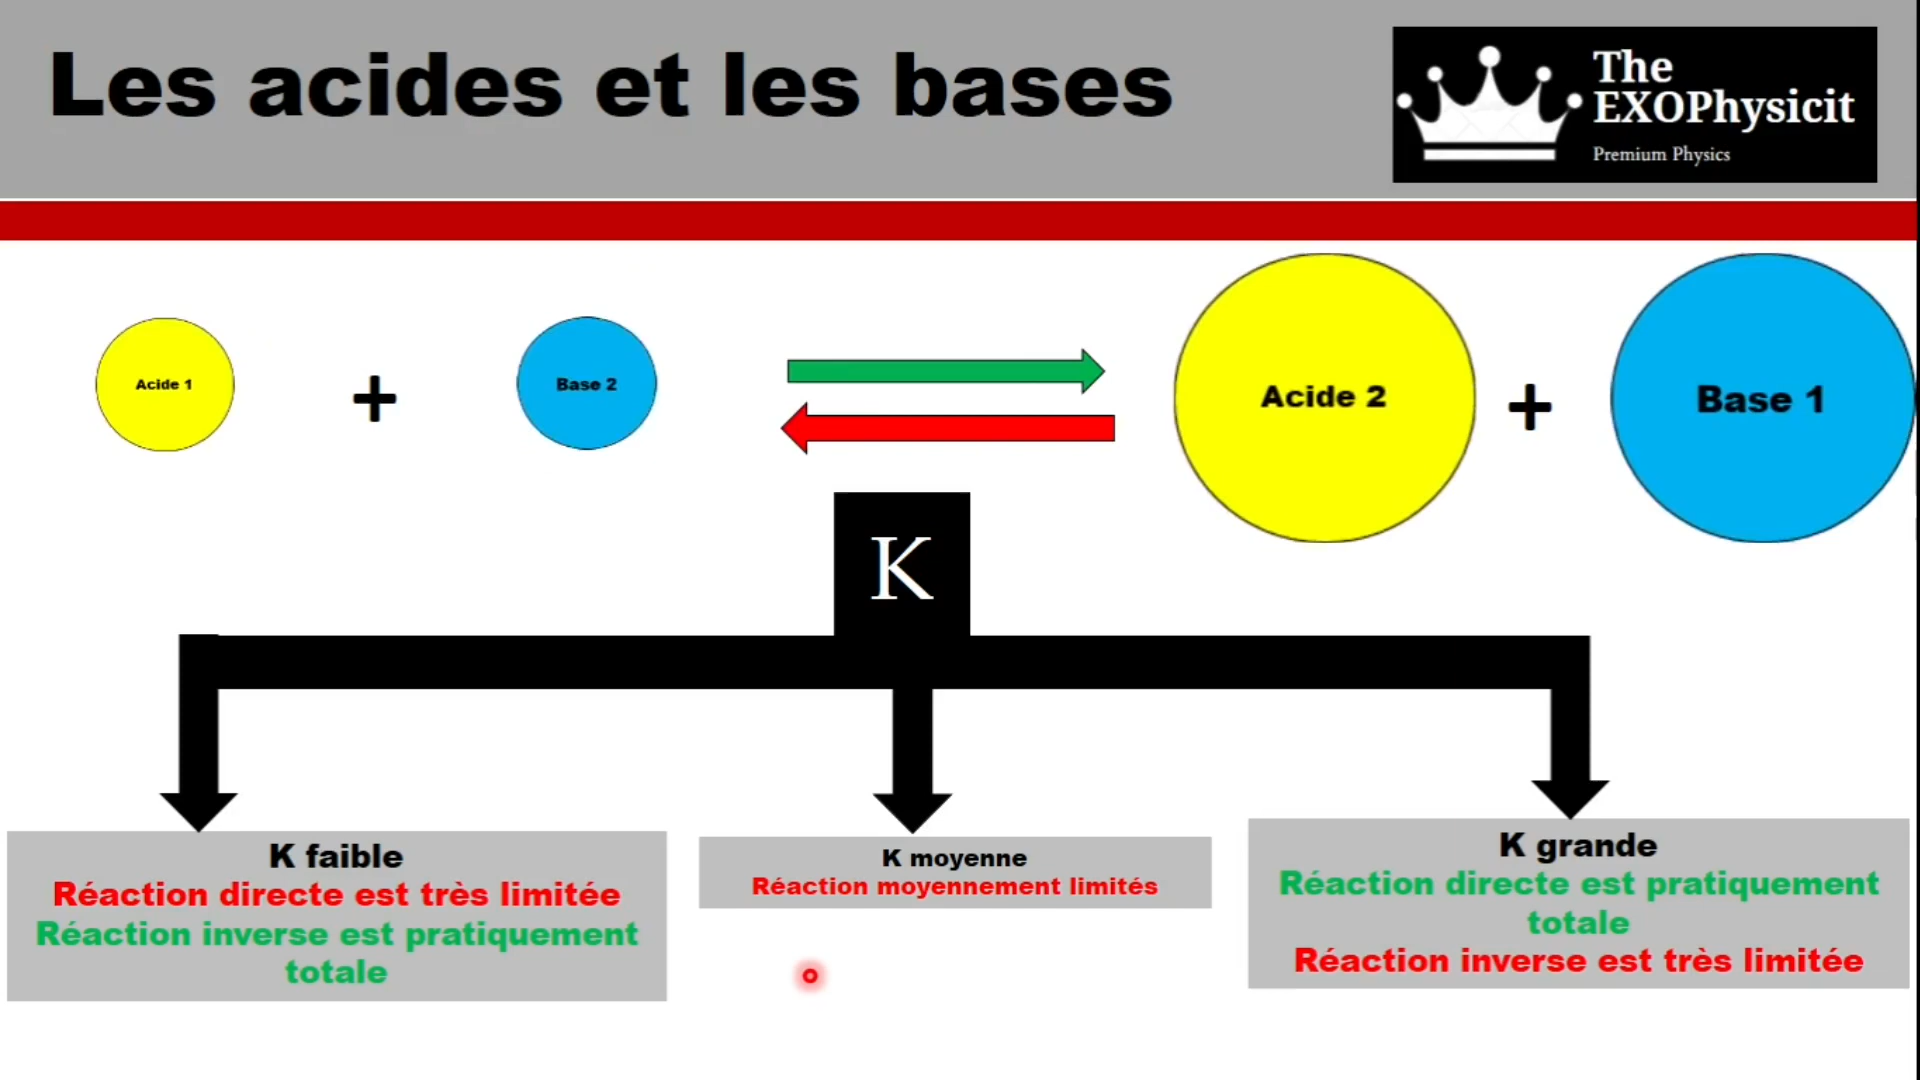 Les acides et les bases
The
EXOPhysicit
Premium Physics
Acide 1
+
Base 2
Acide 2
+
Base 1
K
K faible
Réaction directe est très limitée
Réaction inverse est pratiquement
totale
K moyenne
Réaction moyennement limités
K grande
Réaction directe est pratiquement
totale
Réaction inverse est très limitée